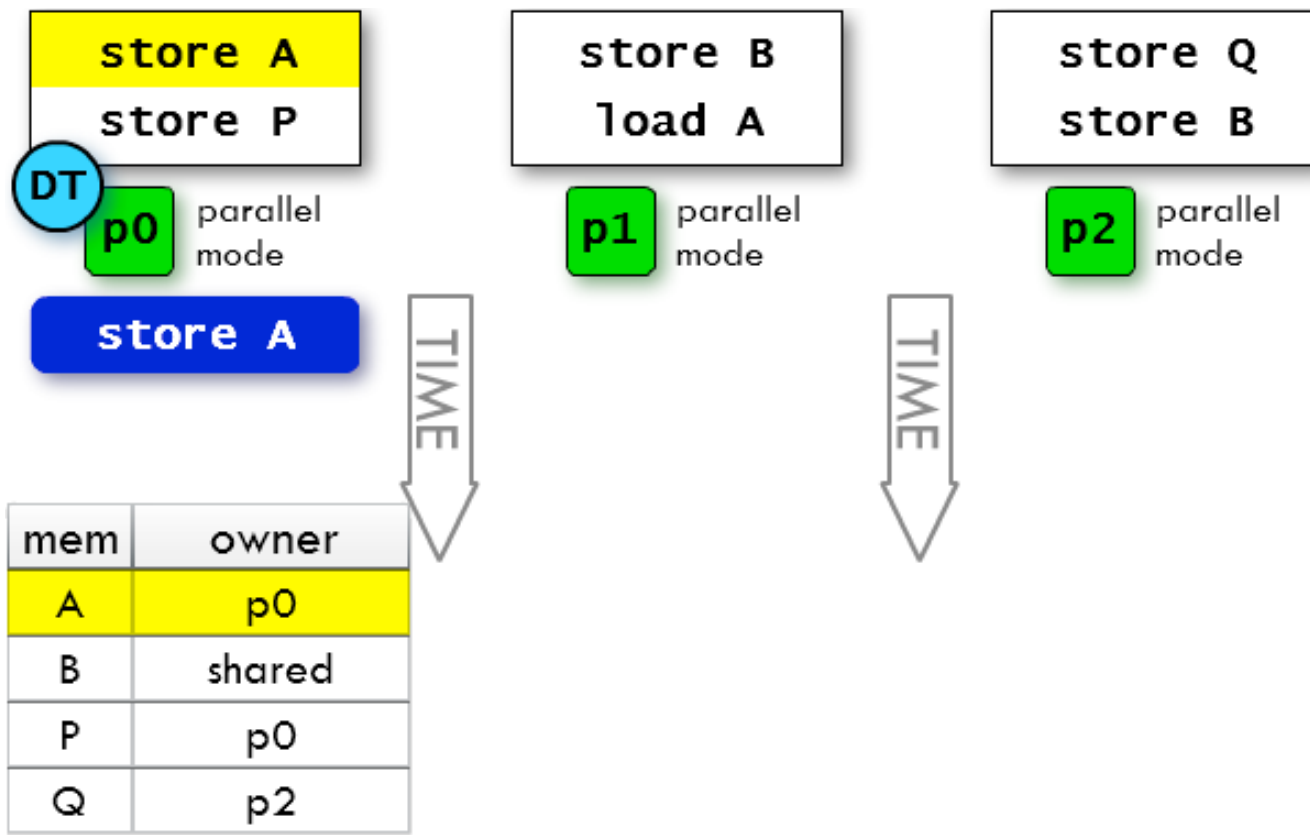 store A
store P
store B
load A
store Q
store B
DT
p0
parallel
mode
p1
parallel
mode
p2
parallel
mode
store A
TIME
TIME
mem owner
A p0
B shared
P p0
Q p2